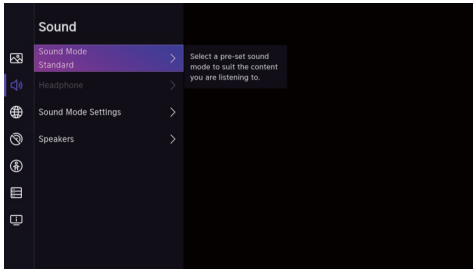 Sound
Sound Mode
Standard
Select a pre-set sound
mode to suit the content
you are listening to.
Headphone
Sound Mode Settings
Speakers